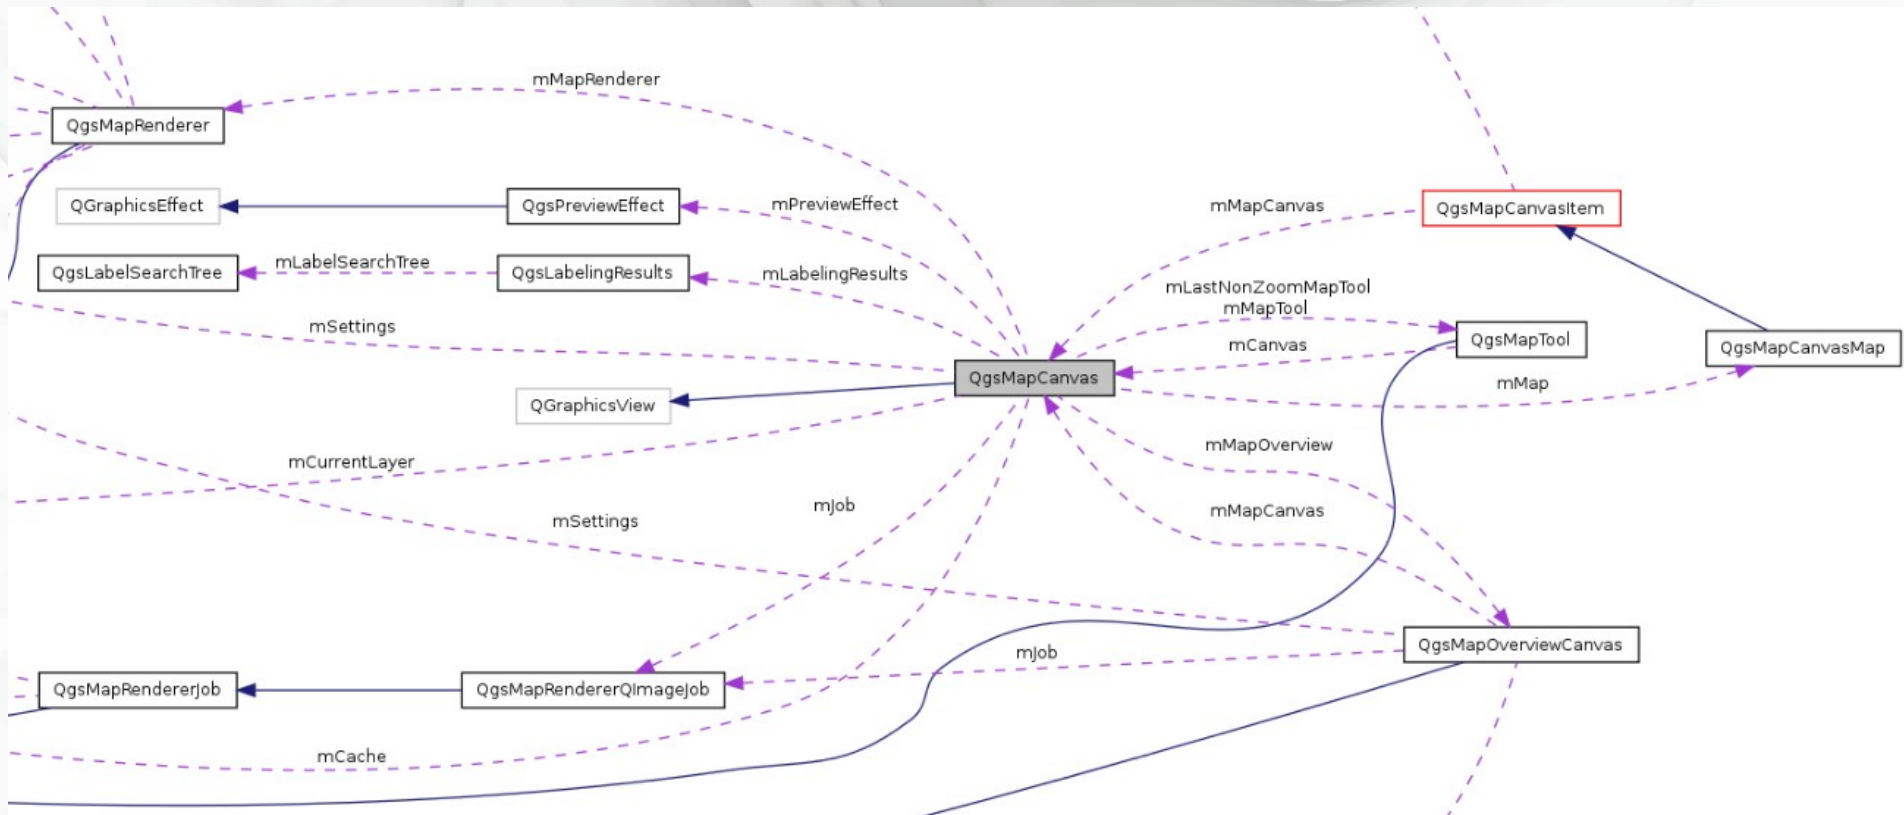 mMapRenderer
QgsMapRenderer
QGraphicsEffect
QgsPreviewEffect
mPreviewEffect
mMapCanvas
QgsMapCanvasItem
QgsLabelSearchTree
mLabelSearchTree
QgsLabelingResults
mLabelingResults
mLastNonZoomMapTool
mMapTool
mSettings
QgsMapTool
mCanvas
QgsMapCanvasMap
QgsMapCanvas
mMap
QGraphicsView
mMapOverview
mCurrentLayer
mJob
mMapCanvas
mSettings
QgsMapOverviewCanvas
mJob
QgsMapRendererJob
QgsMapRendererQImageJob
mCache